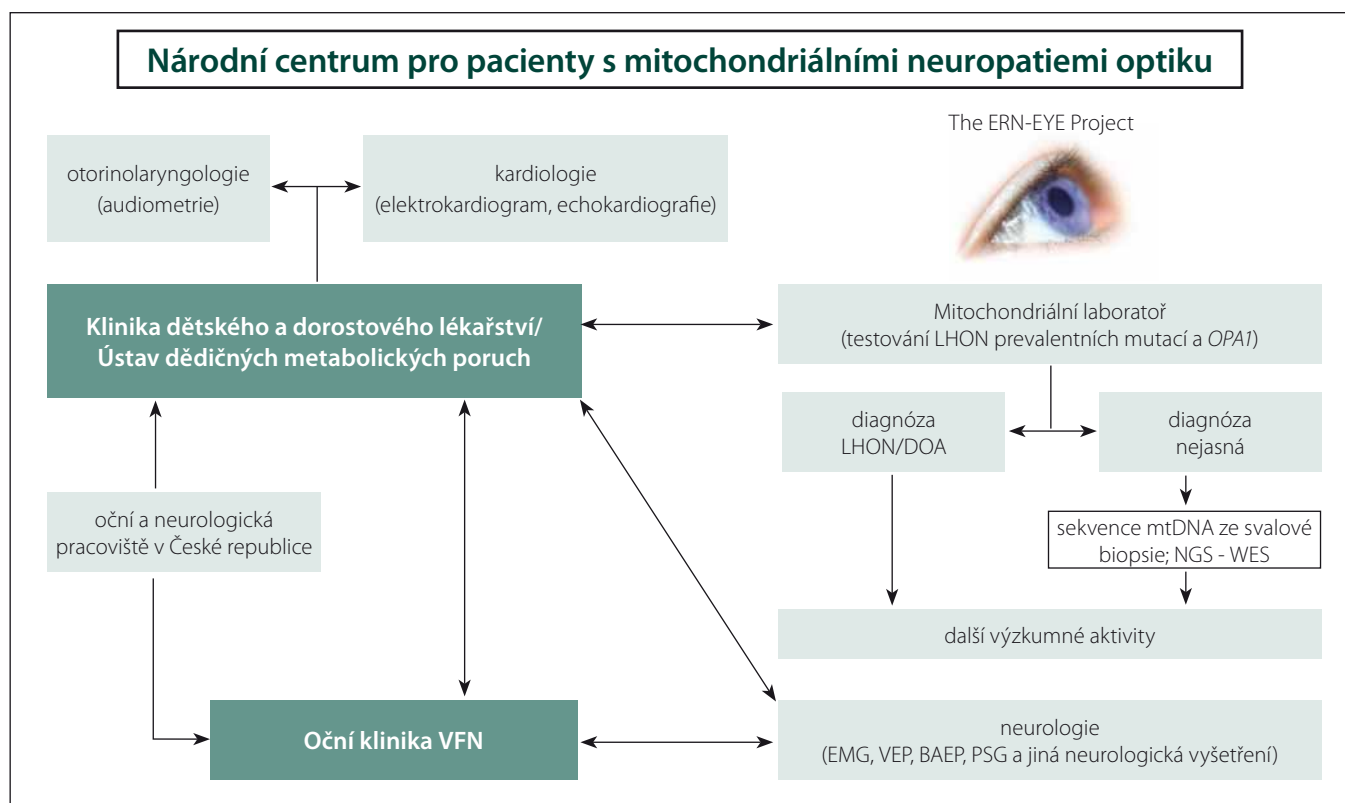 Národní centrum pro pacienty s mitochondriálními neuropatiemi optiku
The ERN-EYE Project
otorinolaryngologie
(audiometrie)
kardiologie
(elektrokardiogram, echokardiografie)
Klinika dětského a dorostového lékařství/
Ústav dědičných metabolických poruch
Mitochondriální laboratoř
(testování LHON prevalentních mutací a OPA1)
diagnóza
LHON/DOA
diagnóza
nejasná
oční a neurologická
pracoviště v České republice
sekvence mtDNA ze svalové
biopsie; NGS - WES
další výzkumné aktivity
Oční klinika VFN
neurologie
(EMG, VEP, BAEP, PSG a jiná neurologická vyšetření)